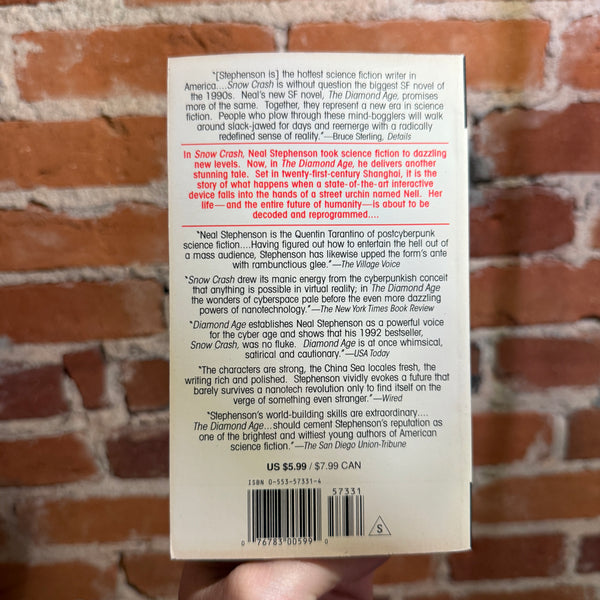 "[Stephenson is] the hottest science fiction writer in
America....Snow Crash is without question the biggest SF novel of
the 1990s. Neal's new SF novel, The Diamond Age, promises
more of the same. Together, they represent a new era in science
fiction. People who plow through these mind-bogglers will walk
around slack-jawed for days and reemerge with a radically
redefined sense of reality."—Bruce Sterling, Details
In Snow Crash, Neal Stephenson took science fiction to dazzling
new levels. Now, in The Diamond Age, he delivers another
stunning tale. Set in twenty-first-century Shanghai, it is
the story of what happens when a state-of-the-art interactive
device falls into the hands of a street urchin named Nell. Her
life—and the entire future of humanity—is about to be
decoded and reprogrammed....
"Neal Stephenson is the Quentin Tarantino of postcyberpunk
science fiction....Having figured out how to entertain the hell out of
a mass audience, Stephenson has likewise upped the form's ante
with rambunctious glee."—The Village Voice
"Snow Crash drew its manic energy from the cyberpunkish conceit
that anything is possible in virtual reality; in The Diamond Age
the wonders of cyberspace pale before the even more dazzling
powers of nanotechnology."—The New York Times Book Review
"Diamond Age establishes Neal Stephenson as a powerful voice
for the cyber age and shows that his 1992 bestseller,
Snow Crash, was no fluke. Diamond Age is at once whimsical,
satirical and cautionary."—USA Today
"The characters are strong, the China Sea locales fresh, the
writing rich and polished. Stephenson vividly evokes a future that
barely survives a nanotech revolution only to find itself on the
verge of something even stranger."—Wired
"Stephenson's world-building skills are extraordinary....
The Diamond Age...should cement Stephenson's reputation as
one of the brightest and wittiest young authors of American
science fiction."—The San Diego Union-Tribune
US $5.99 / $7.99 CAN
ISBN 0-553-57331-4
57331
0 76783 00599 0
S